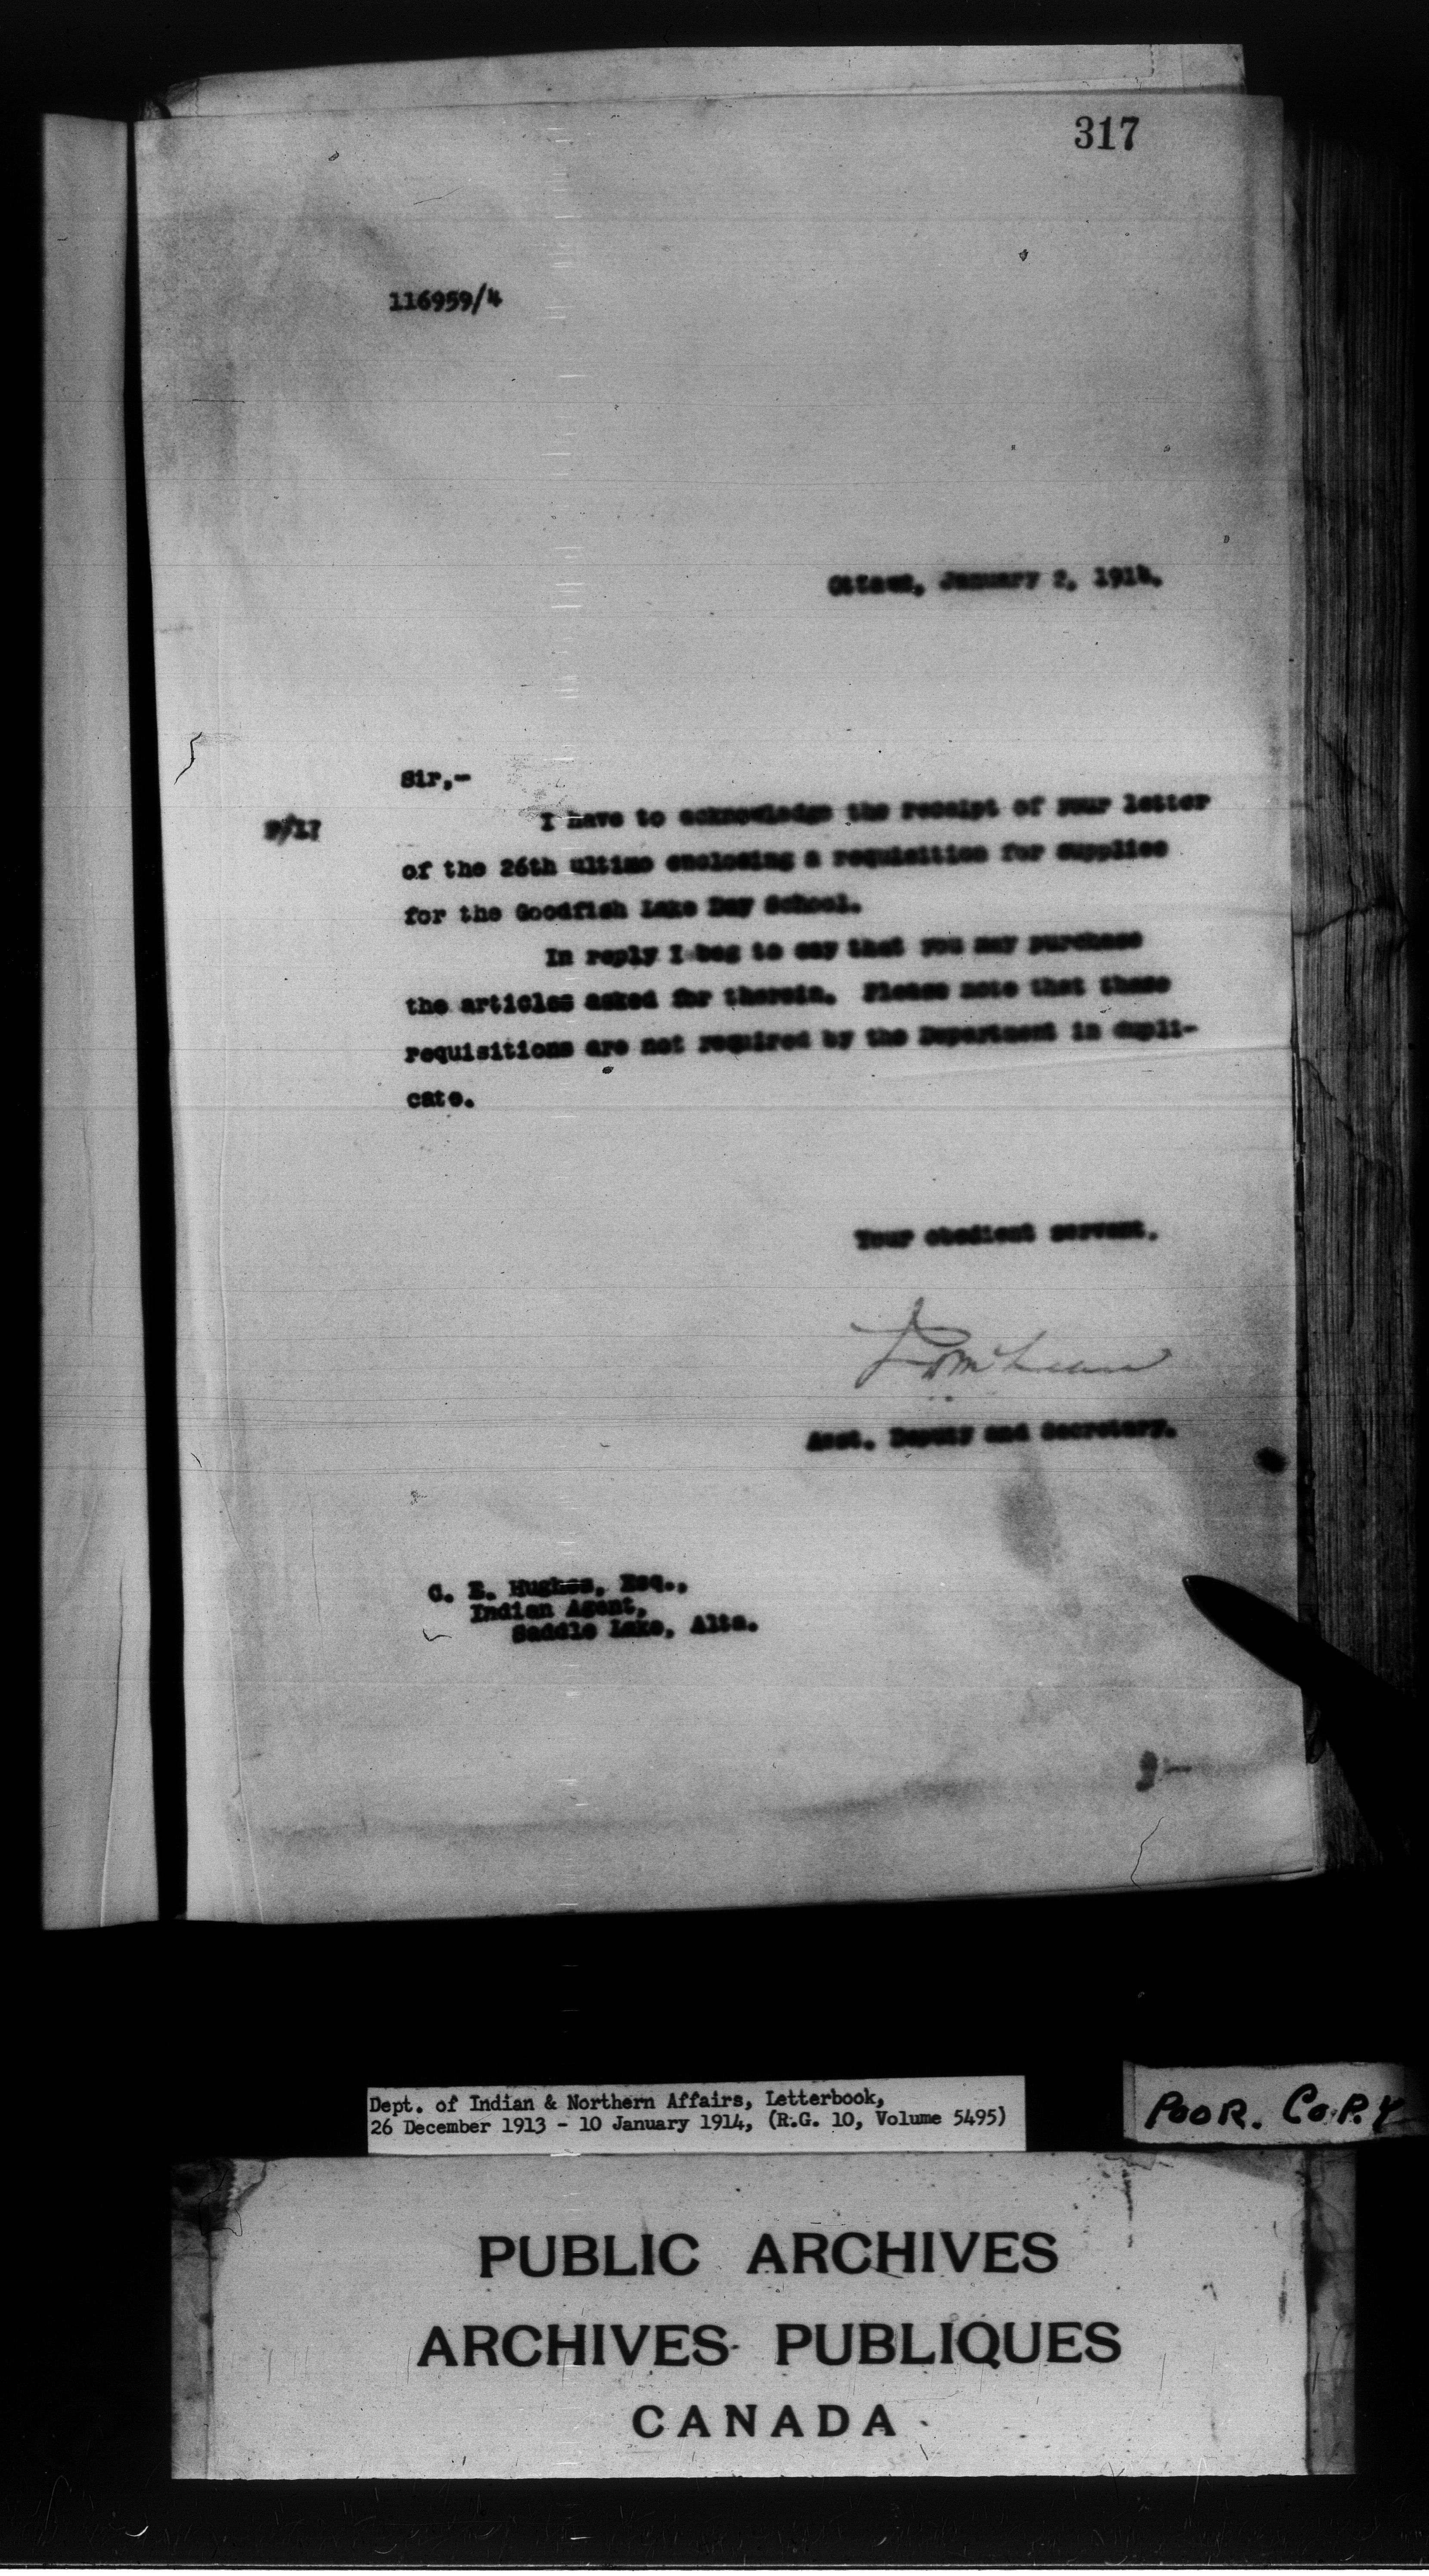 317
116959/4
Ottawa, January 2, 1914.
Sir,-
I have to acknowledge the receipt of your letter
of the 26th ultimo enclosing a requisition for supplies
for the Goodfish Lake Day School.
In reply I beg to say that you may purchase
the articles asked for therein. Please note that these
requisitions are not required by the Department in dupli-
cate.
Your obedient servant,
Asst. Deputy and Secretary.
C. E. Hughes, Esq.,
Indian Agent,
Saddle Lake, Alta.
Dept. of Indian & Northern Affairs, Letterbook,
26 December 1913 - 10 January 1914, (R.G. 10, Volume 5495)
POOR. COPY
PUBLIC ARCHIVES
ARCHIVES PUBLIQUES
CANADA